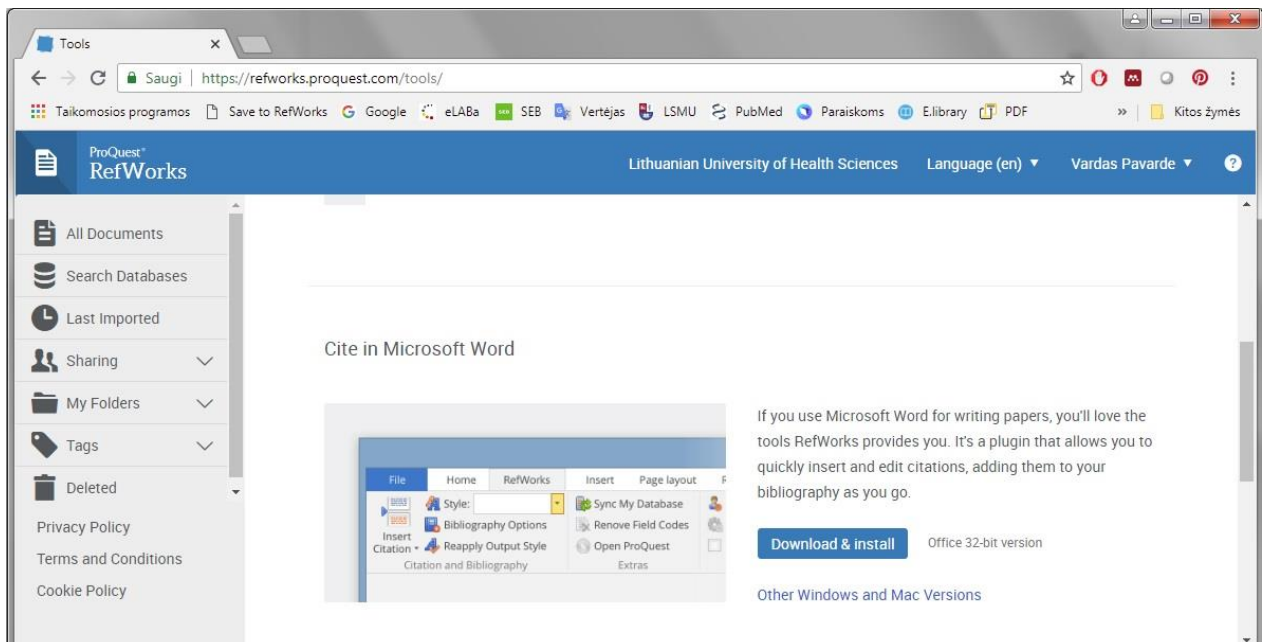 Tools
Saugi | https://refworks.proquest.com/tools/
Taikomosios programos Save to RefWorks Google eLABa SEB Vertėjas LSMU PubMed Paraiskoms E.library PDF » Kitos žymės
ProQuest®
RefWorks
Lithuanian University of Health Sciences Language (en) Vardas Pavarde ?
All Documents
Search Databases
Last Imported
Sharing
My Folders
Tags
Deleted
Privacy Policy
Terms and Conditions
Cookie Policy
Cite in Microsoft Word
File Home RefWorks Insert Page layout R
Style:
Bibliography Options
Reapply Output Style
Insert
Citation
Citation and Bibliography
Sync My Database
Renove Field Codes
Open ProQuest
Extras
If you use Microsoft Word for writing papers, you'll love the
tools RefWorks provides you. It's a plugin that allows you to
quickly insert and edit citations, adding them to your
bibliography as you go.
Download & install Office 32-bit version
Other Windows and Mac Versions